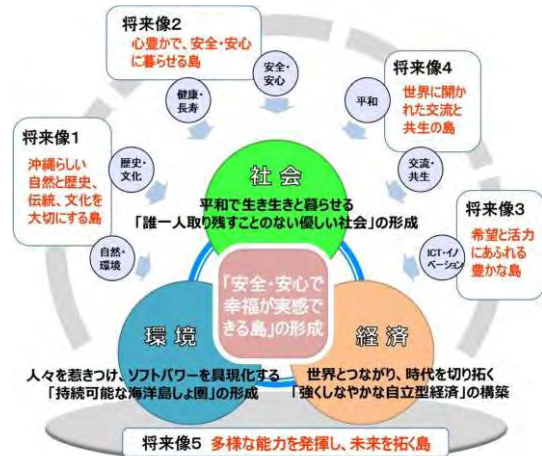 将来像2
心豊かで、安全・安心
に暮らせる島
安全・
安心
健康・
長寿
将来像4
世界に開
かれた交流と
共生の島
平和
交流・
共生
将来像1
沖縄らしい
自然と歴史、
伝統、文化を
大切にする島
歴史・
文化
自然・
環境
将来像3
希望と活力
にあふれる
豊かな島
ICT・イノ
ベーション
社会
平和で生き生きと暮らせる
「誰一人取り残すことのない優しい社会」の形成
「安全・安心で
幸福が実感で
きる島」の形成
環境
人々を惹きつけ、ソフトパワーを具現化する
「持続可能な海洋島しょ圏」の形成
経済
世界とつながり、時代を切り拓く
「強くしなやかな自立型経済」の構築
将来像5 多様な能力を発揮し、未来を拓く島